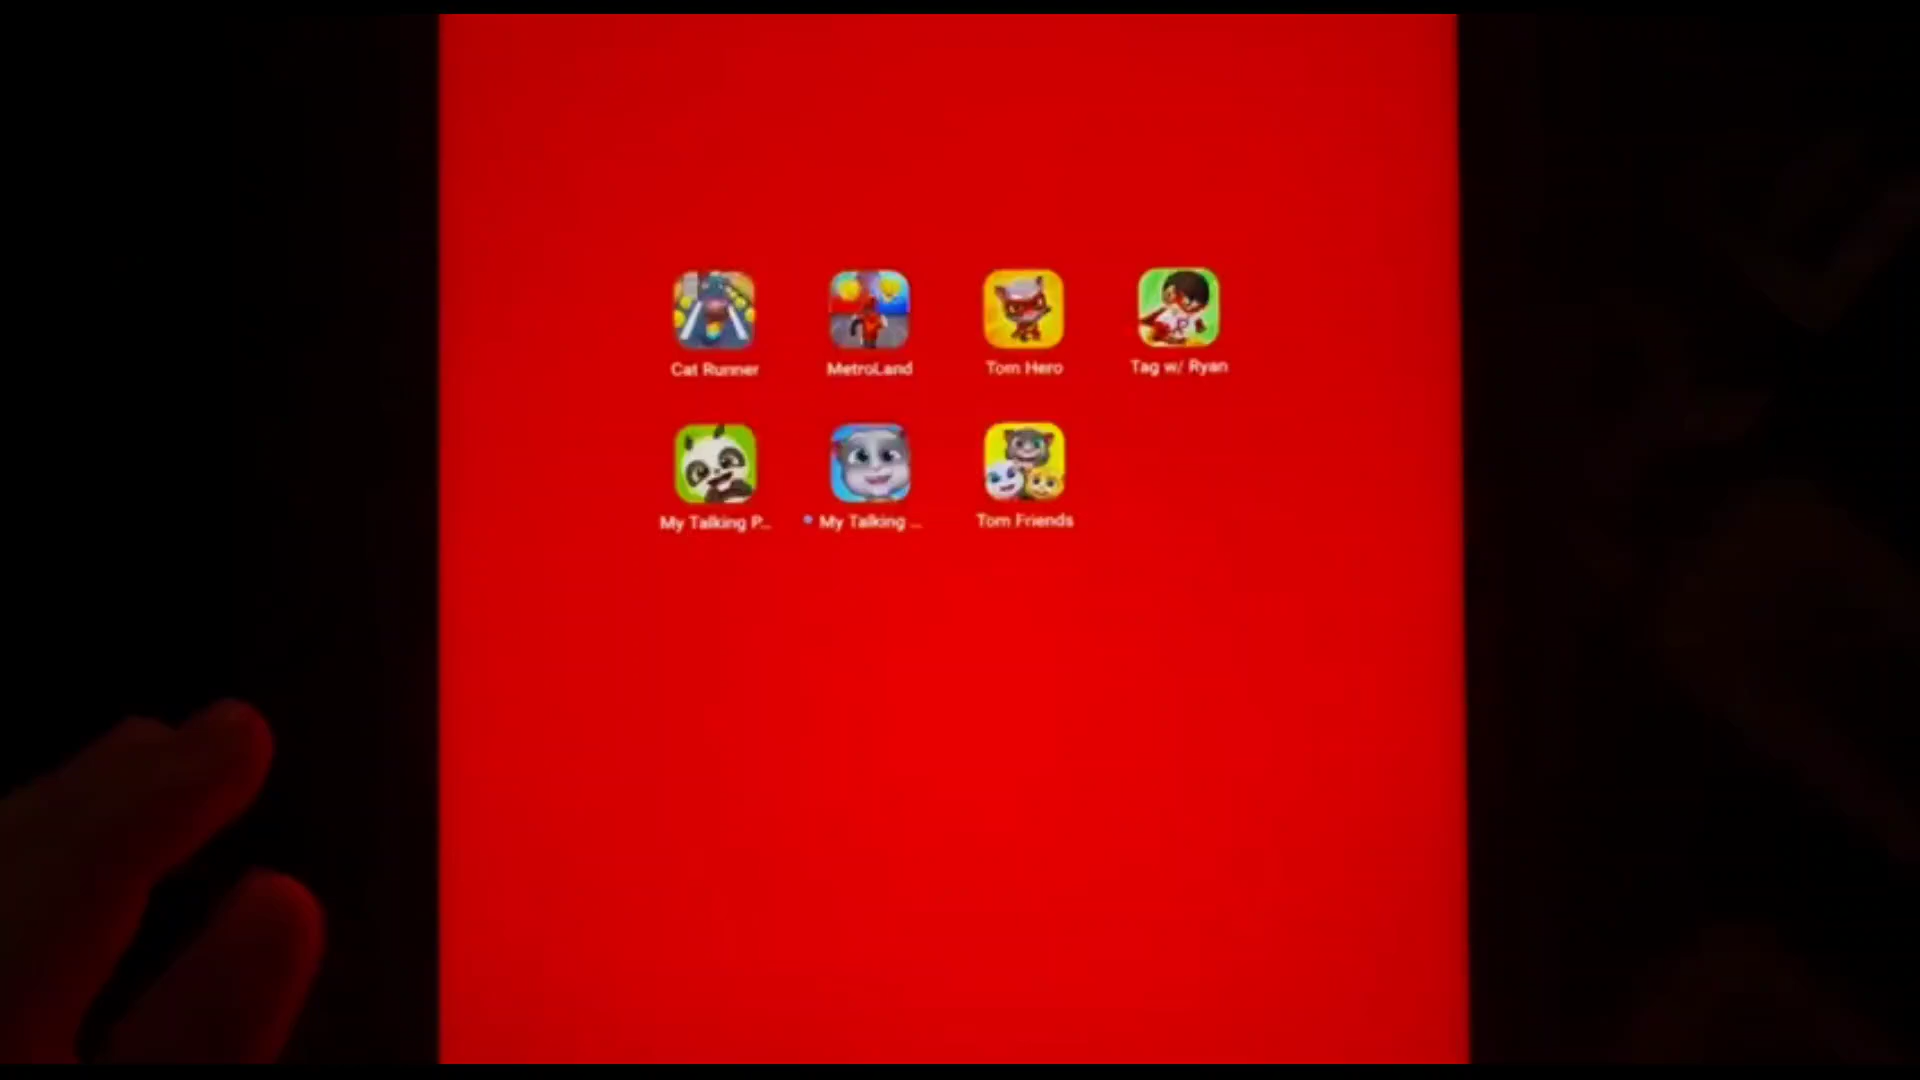 Cat Runner
MetroLand
Tom Hero
Tag w/ Ryan
My Talking P...
My Talking ...
Tom Friends